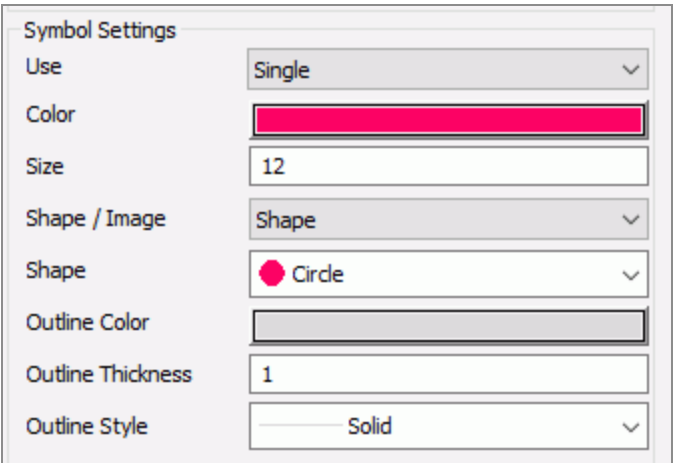 Symbol Settings
Use Single
Color
Size 12
Shape / Image Shape
Shape Circle
Outline Color
Outline Thickness 1
Outline Style Solid